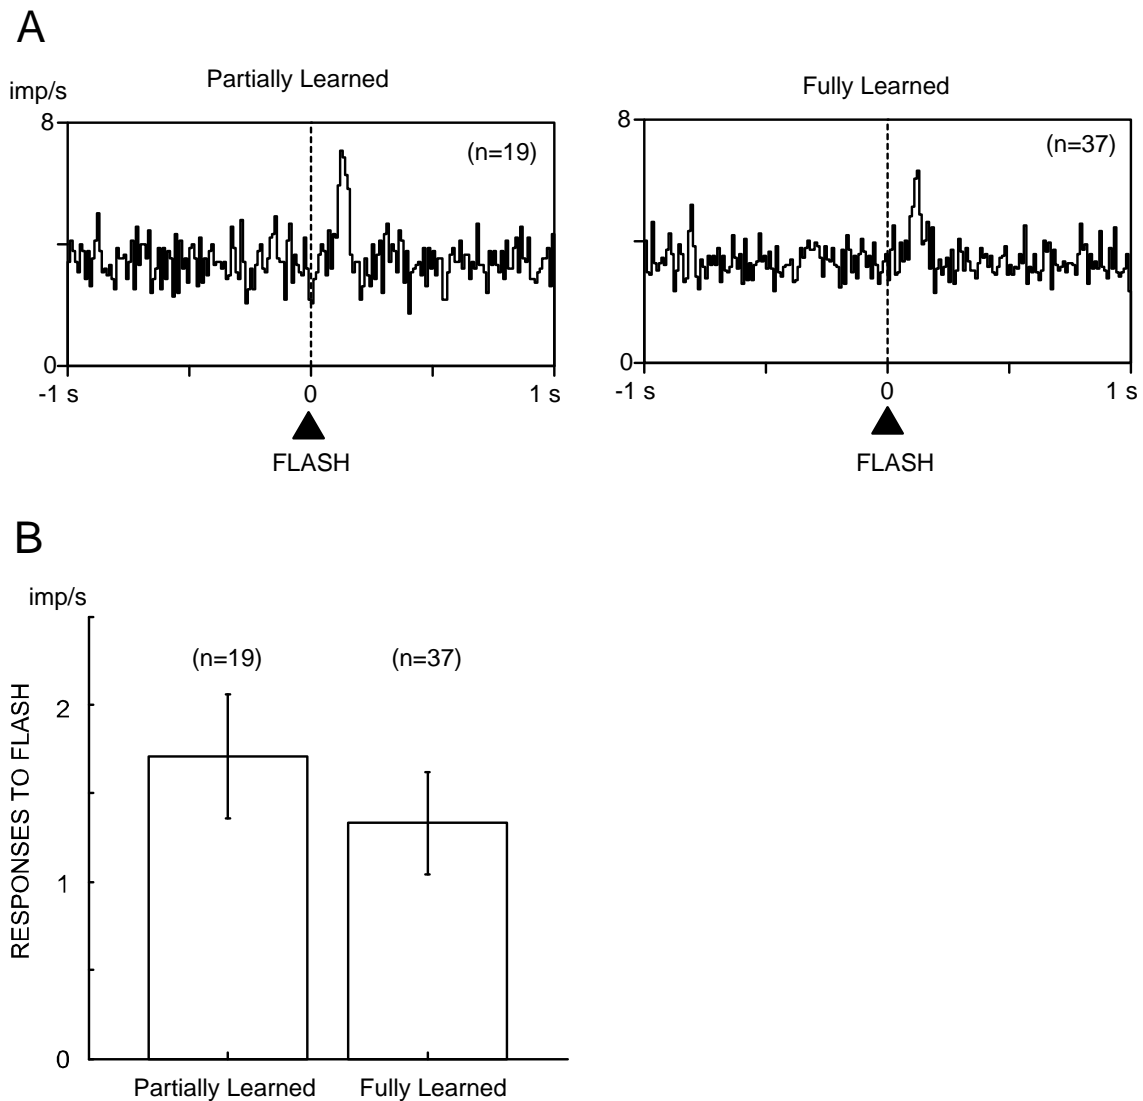 A
imp/s
Partially Learned
Fully Learned
8
(n=19)
8
(n=37)
0
0
-1 s
0
1 s
-1 s
0
1 s
FLASH
FLASH
B
imp/s
(n=19)
(n=37)
RESPONSES TO FLASH
2
1
0
Partially Learned
Fully Learned